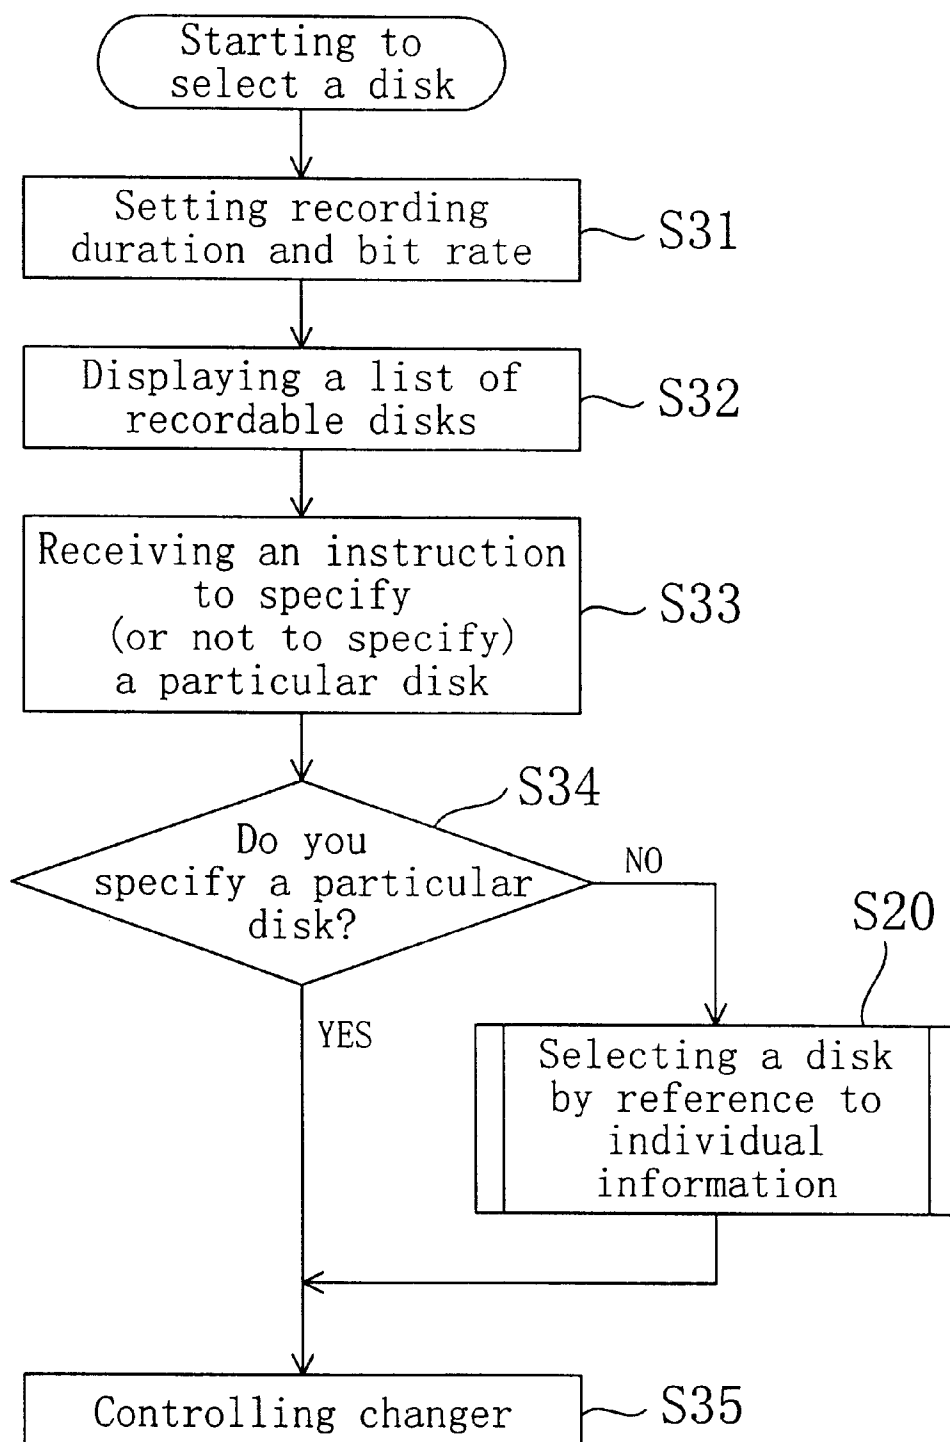 Starting to
select a disk
Setting recording
duration and bit rate
S31
Displaying a list of
recordable disks
S32
Receiving an instruction
to specify
(or not to specify)
a particular disk
S33
S34
Do you
specify a particular
disk?
NO
YES
S20
Selecting a disk
by reference to
individual
information
Controlling changer
S35